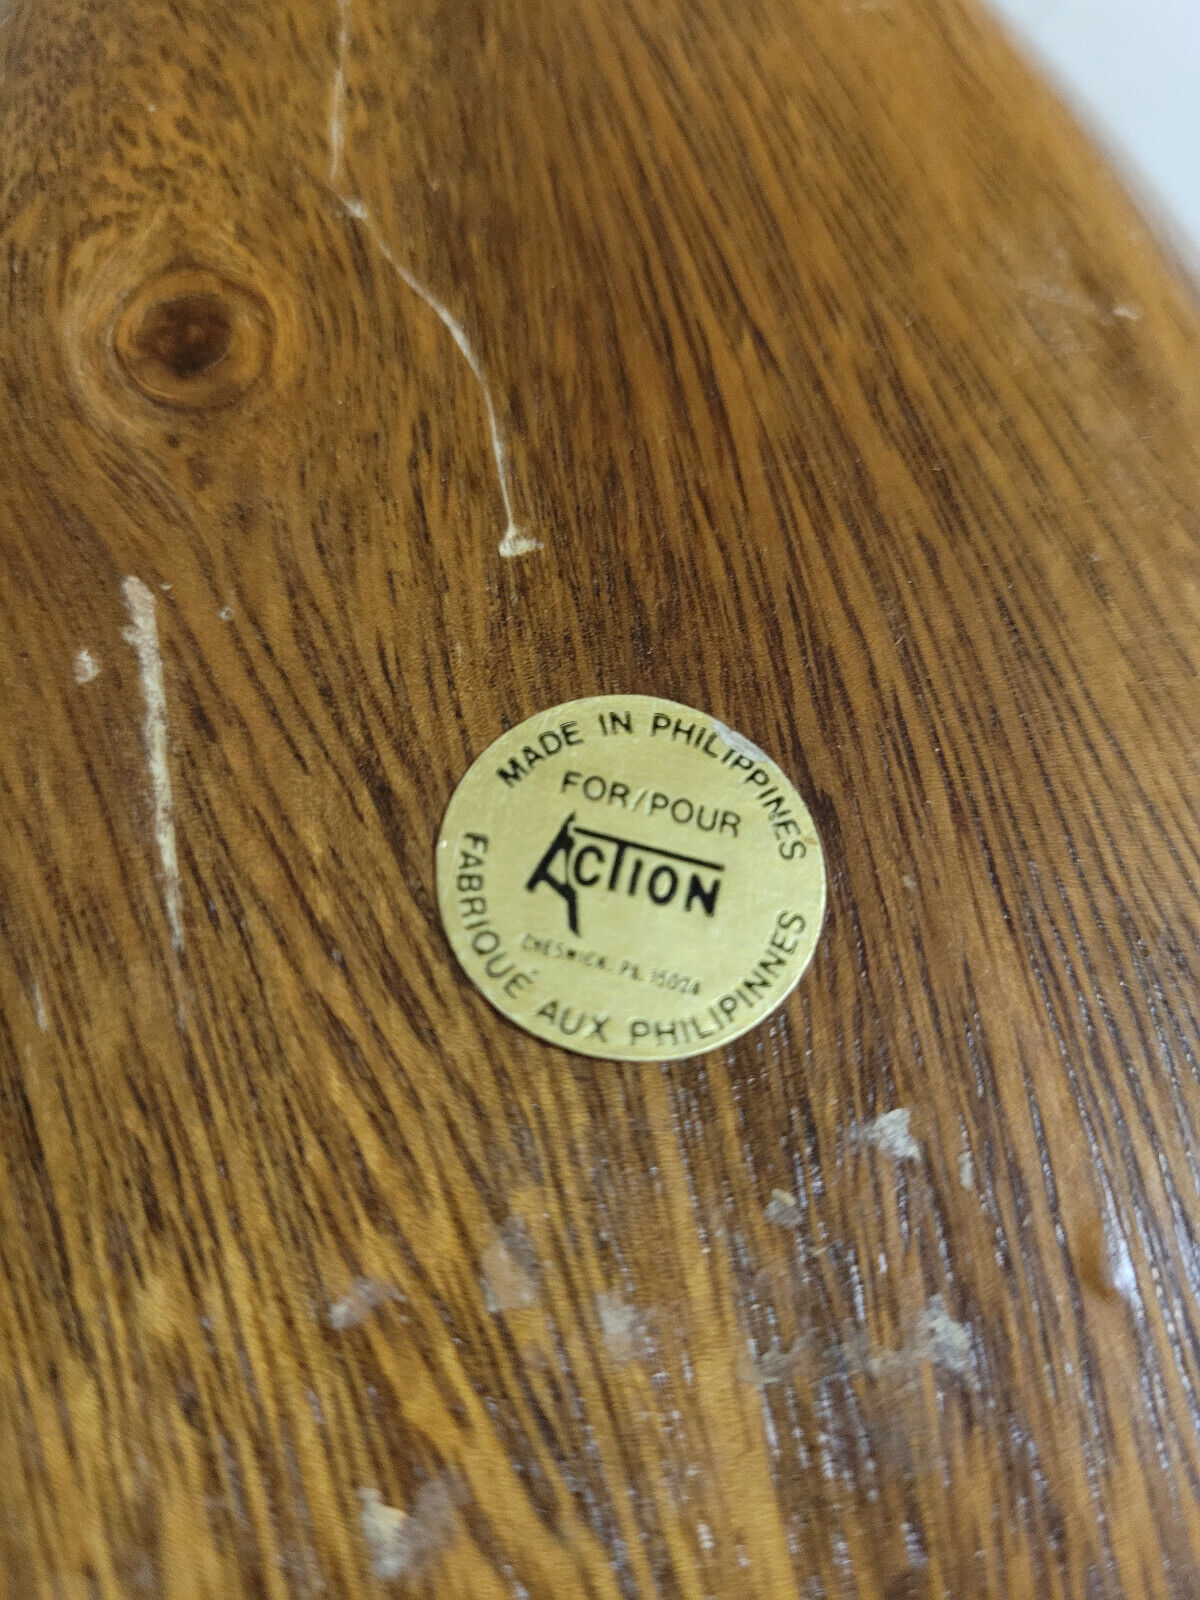 MADE IN PHILIPPINES
FOR/POUR
ACTION
CHESWICK, PA. 15024
FABRIQUÉ AUX PHILIPINNES